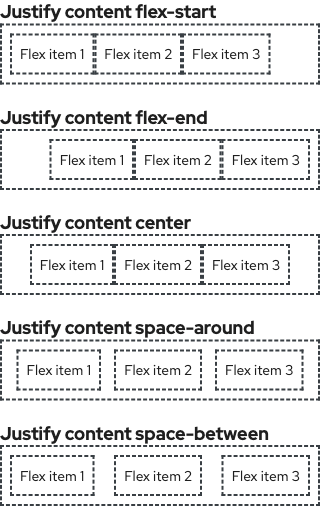 Justify content flex-start
Flex item 1 Flex item 2 Flex item 3
Justify content flex-end
Flex item 1 Flex item 2 Flex item 3
Justify content center
Flex item 1 Flex item 2 Flex item 3
Justify content space-around
Flex item 1 Flex item 2 Flex item 3
Justify content space-between
Flex item 1 Flex item 2 Flex item 3